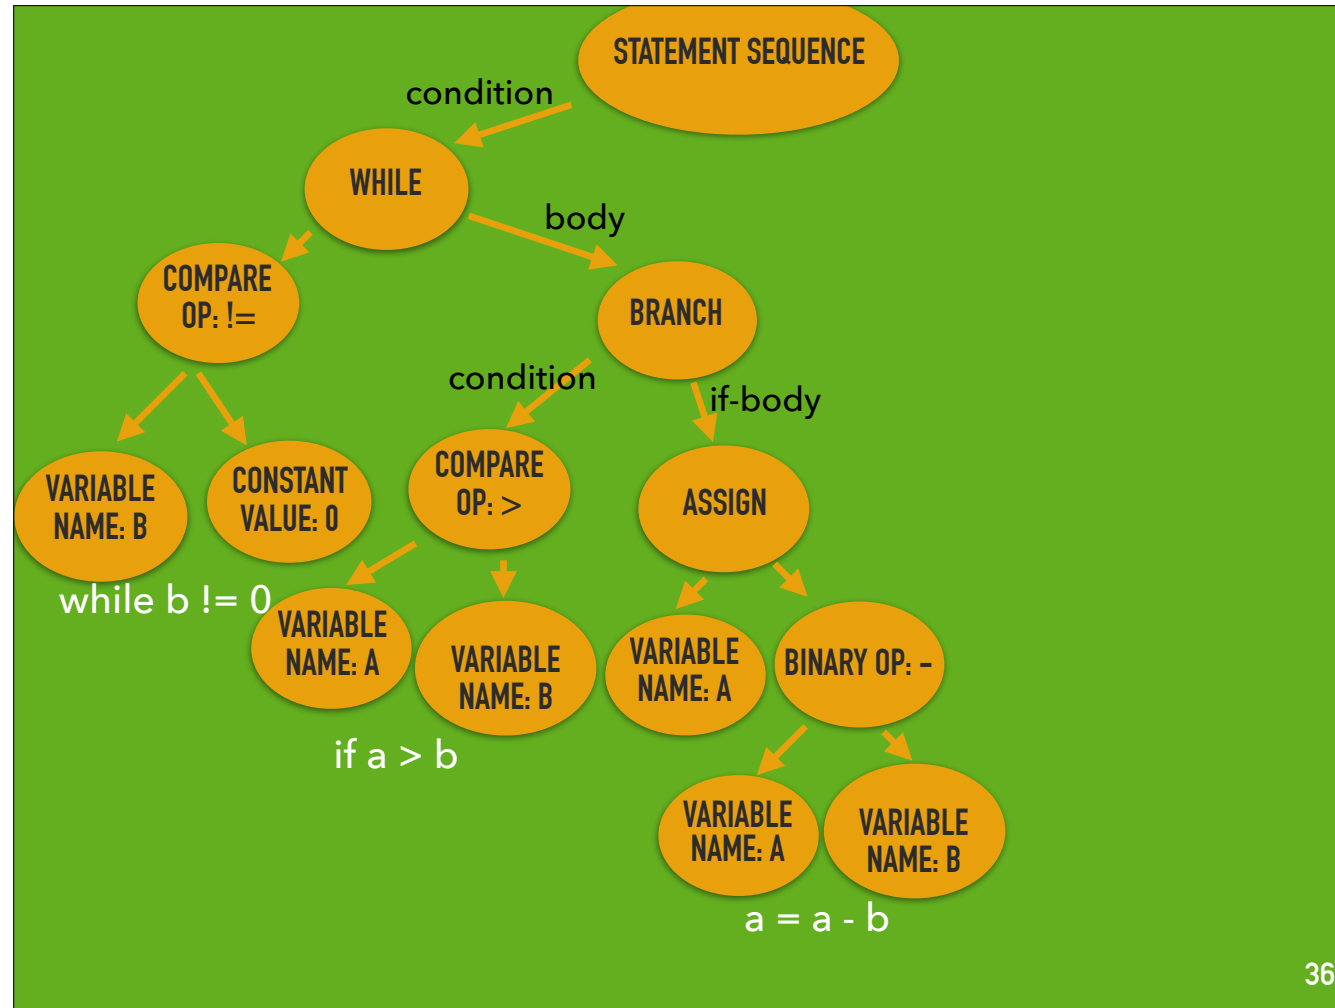 STATEMENT SEQUENCE
condition
WHILE
body
COMPARE
OP: !=
BRANCH
condition
if-body
VARIABLE
NAME: B
CONSTANT
VALUE: 0
COMPARE
OP: >
ASSIGN
while b != 0
VARIABLE
NAME: A
VARIABLE
NAME: B
VARIABLE
NAME: A
BINARY OP: -
if a > b
VARIABLE
NAME: A
VARIABLE
NAME: B
a = a - b
36